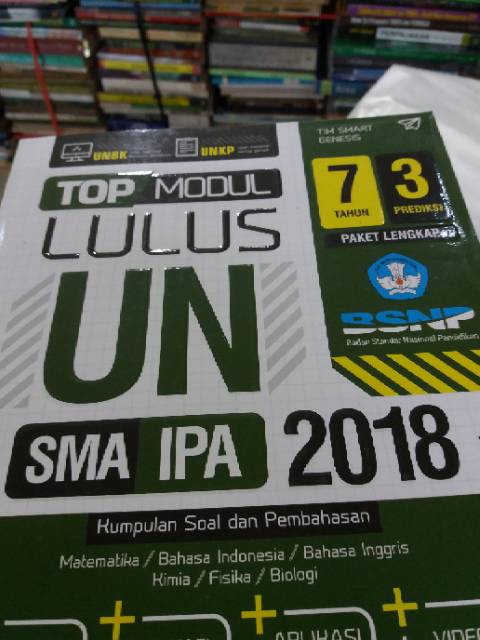 UNBK
UNKP
TIM SMART
GENESIS
TOP MODUL
LULUS
UN
SMA IPA 2018
7
TAHUN
3
PREDIKSI
PAKET LENGKAP
BSNP
Badan Standar Nasional Pendidikan
Kumpulan Soal dan Pembahasan
Matematika / Bahasa Indonesia / Bahasa Inggris
Kimia / Fisika / Biologi
+ + +
APLIKASI
VIDEO